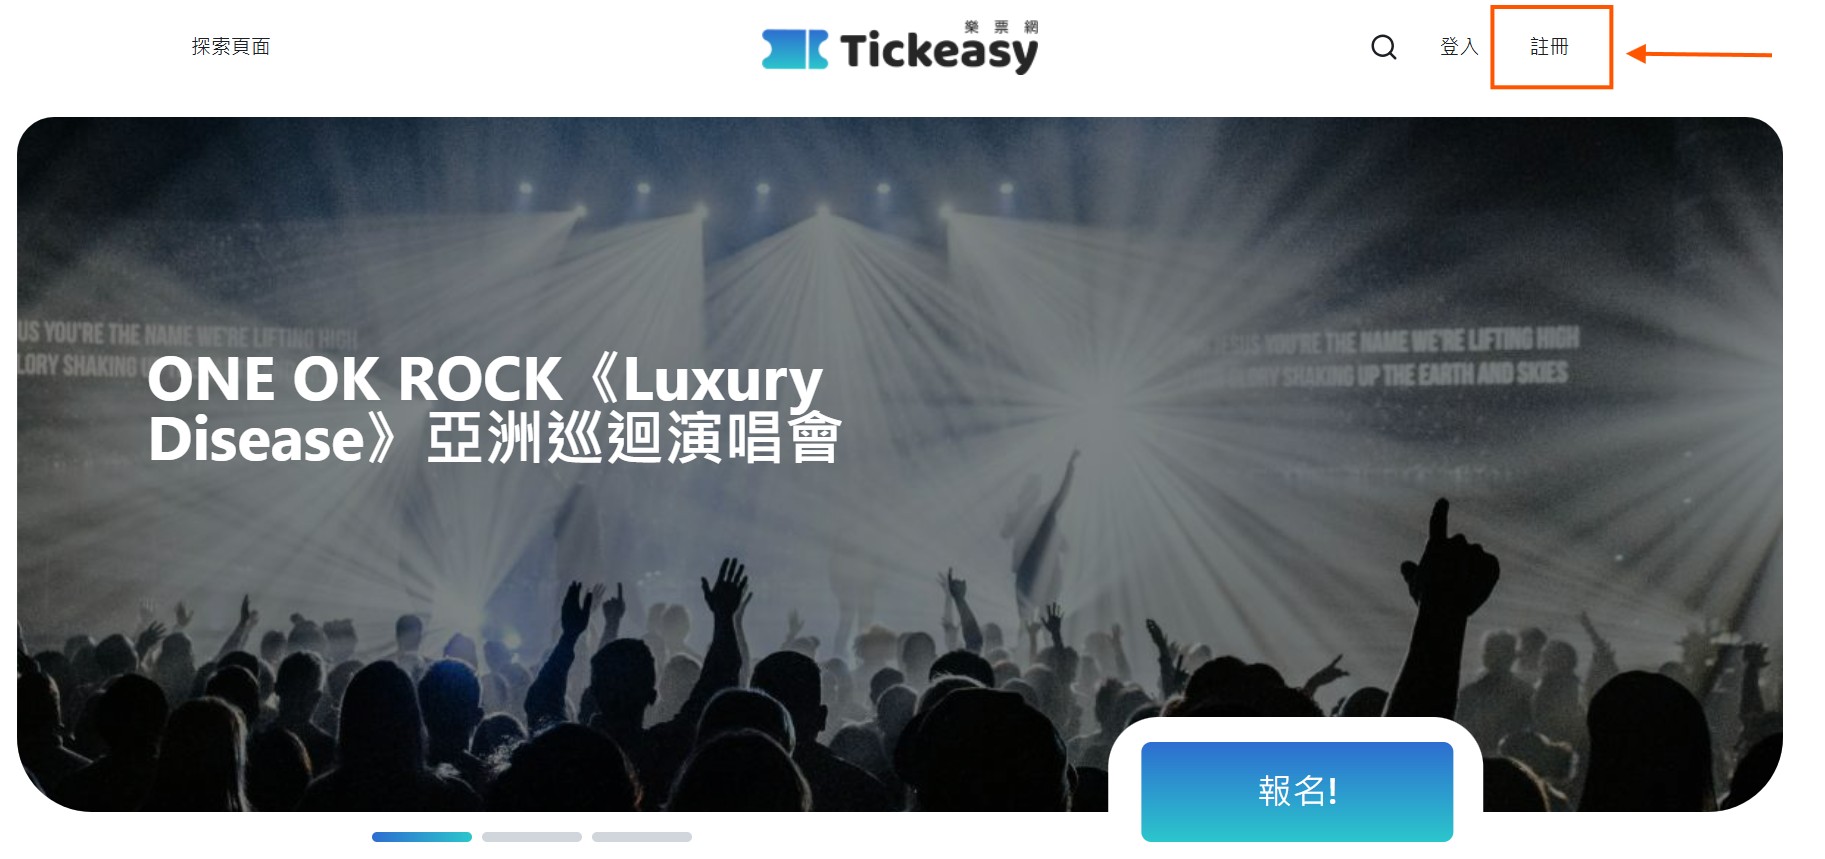 探索頁面
樂票網
Tickeasy
登入
註冊
US YOU'RE THE NAME WE'RE LIFTING HIGH
LORY SHAKING
JESUS YOU'RE THE NAME WE'RE LIFTING HIGH
GLORY SHAKING UP THE EARTH AND SKIES
ONE OK ROCK《Luxury
Disease》亞洲巡迴演唱會
報名!